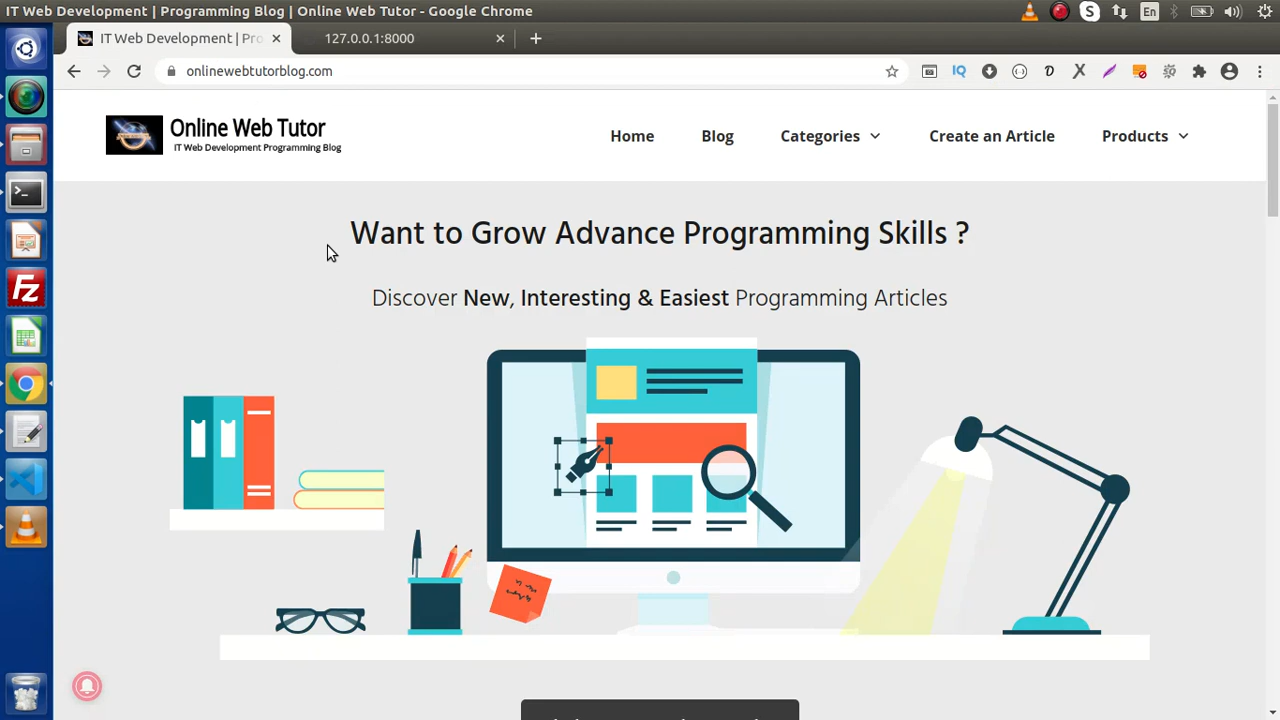 IT Web Development | Programming Blog | Online Web Tutor - Google Chrome
En
IT Web Development | Pro
127.0.0.1:8000
onlinewebtutorblog.com
Online Web Tutor
IT Web Development Programming Blog
Home
Blog
Categories
Create an Article
Products
Want to Grow Advance Programming Skills ?
Discover New, Interesting & Easiest Programming Articles